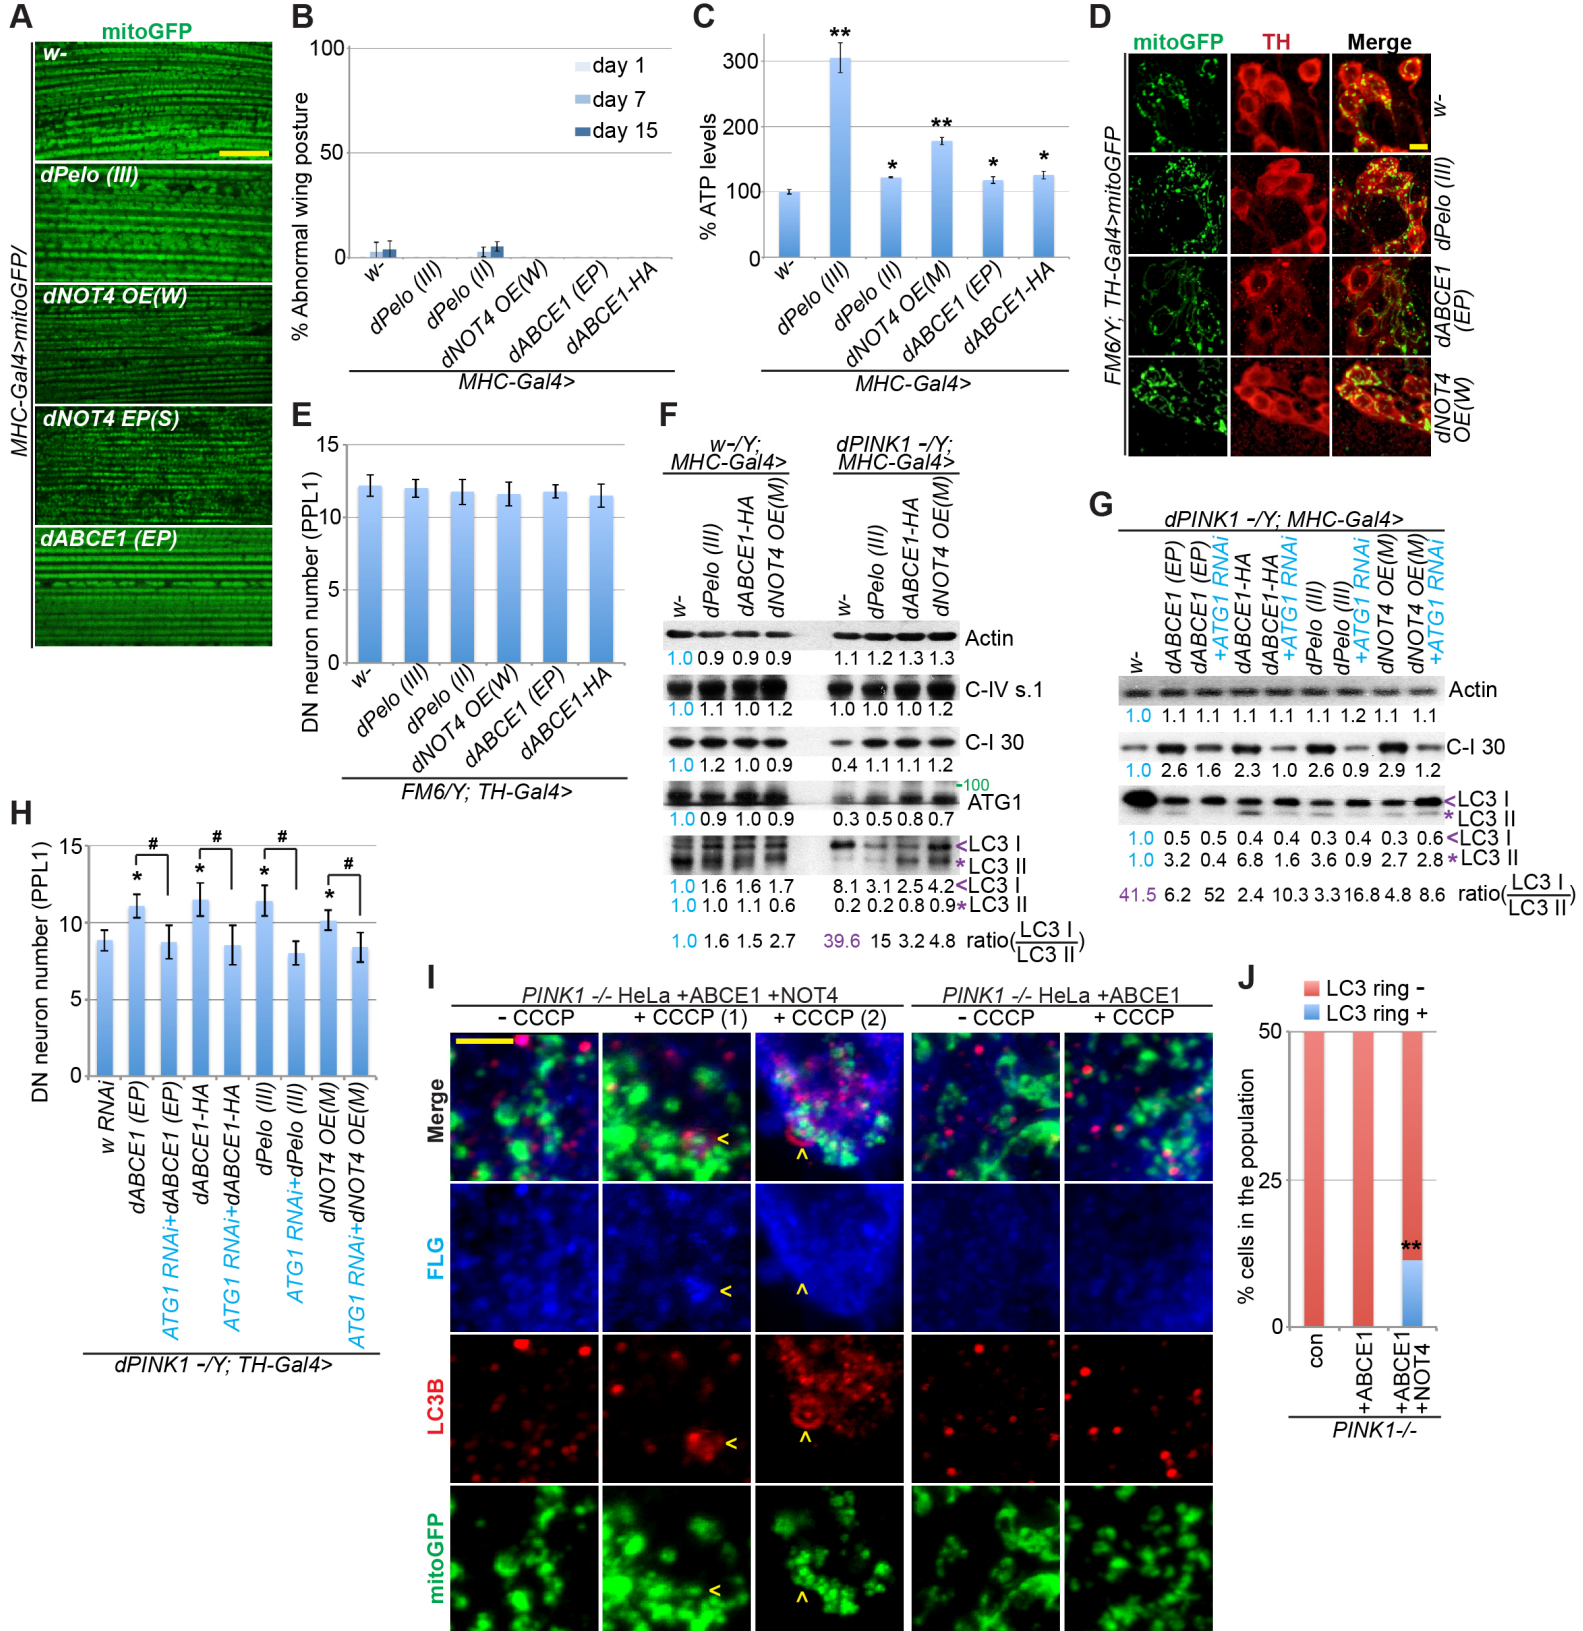 A
mitoGFP
MHC-Gal4>mitoGFP/
w-
dPelo (III)
dNOT4 OE(W)
dNOT4 EP(S)
dABCE1 (EP)
B
% Abnormal wing posture
100
50
0
day 1
day 7
day 15
w-
dPelo (III)
dPelo (II)
dNOT4 OE(W)
dABCE1 (EP)
dABCE1-HA
MHC-Gal4>
C
% ATP levels
300
200
100
0
**
*
**
*
*
w-
dPelo (III)
dPelo (II)
dNOT4 OE(M)
dABCE1 (EP)
dABCE1-HA
MHC-Gal4>
D
mitoGFP TH Merge
FM6/Y; TH-Gal4>mitoGFP
w-
dPelo (III)
dABCE1
(EP)
dNOT4
OE(W)
E
DN neuron number (PPL1)
15
10
5
0
w-
dPelo (III)
dPelo (II)
dNOT4 OE(W)
dABCE1 (EP)
dABCE1-HA
FM6/Y; TH-Gal4>
F
w-/Y; dPINK1 -/Y;
MHC-Gal4> MHC-Gal4>
w-
dPelo (III)
dABCE1-HA
dNOT4 OE(M)
w-
dPelo (III)
dABCE1-HA
dNOT4 OE(M)
Actin
1.0 0.9 0.9 0.9 1.1 1.2 1.3 1.3
C-IV s.1
1.0 1.1 1.0 1.2 1.0 1.0 1.0 1.2
C-I 30
1.0 1.2 1.0 0.9 0.4 1.1 1.1 1.2
-100
ATG1
1.0 0.9 1.0 0.9 0.3 0.5 0.8 0.7
<LC3 I
* LC3 II
1.0 1.6 1.6 1.7 8.1 3.1 2.5 4.2 <LC3 I
1.0 1.0 1.1 0.6 0.2 0.2 0.8 0.9 *LC3 II
1.0 1.6 1.5 2.7 39.6 15 3.2 4.8 ratio(LC3 I
LC3 II)
G
dPINK1 -/Y; MHC-Gal4>
w-
dABCE1 (EP)
dABCE1 (EP)
+ATG1 RNAi
dABCE1-HA
dABCE1-HA
+ATG1 RNAi
dPelo (III)
dPelo (III)
+ATG1 RNAi
dNOT4 OE(M)
dNOT4 OE(M)
+ATG1 RNAi
Actin
1.0 1.1 1.1 1.1 1.1 1.1 1.2 1.1 1.1
C-I 30
1.0 2.6 1.6 2.3 1.0 2.6 0.9 2.9 1.2
<LC3 I
* LC3 II
1.0 0.5 0.5 0.4 0.4 0.3 0.4 0.3 0.6 <LC3 I
1.0 3.2 0.4 6.8 1.6 3.6 0.9 2.7 2.8 *LC3 II
41.5 6.2 52 2.4 10.3 3.3 16.8 4.8 8.6 ratio(LC3 I
LC3 II)
H
DN neuron number (PPL1)
15
10
5
0
# # # #
* * * *
w RNAi
dABCE1 (EP)
ATG1 RNAi+dABCE1 (EP)
dABCE1-HA
ATG1 RNAi+dABCE1-HA
dPelo (III)
ATG1 RNAi+dPelo (III)
dNOT4 OE(M)
ATG1 RNAi+dNOT4 OE(M)
dPINK1 -/Y; TH-Gal4>
I
PINK1 -/- HeLa +ABCE1 +NOT4 PINK1 -/- HeLa +ABCE1
- CCCP + CCCP (1) + CCCP (2) - CCCP + CCCP
Merge
FLG
LC3B
mitoGFP
J
LC3 ring -
LC3 ring +
% cells in the population
50
25
0
**
con
+ABCE1
+ABCE1
+NOT4
PINK1-/-